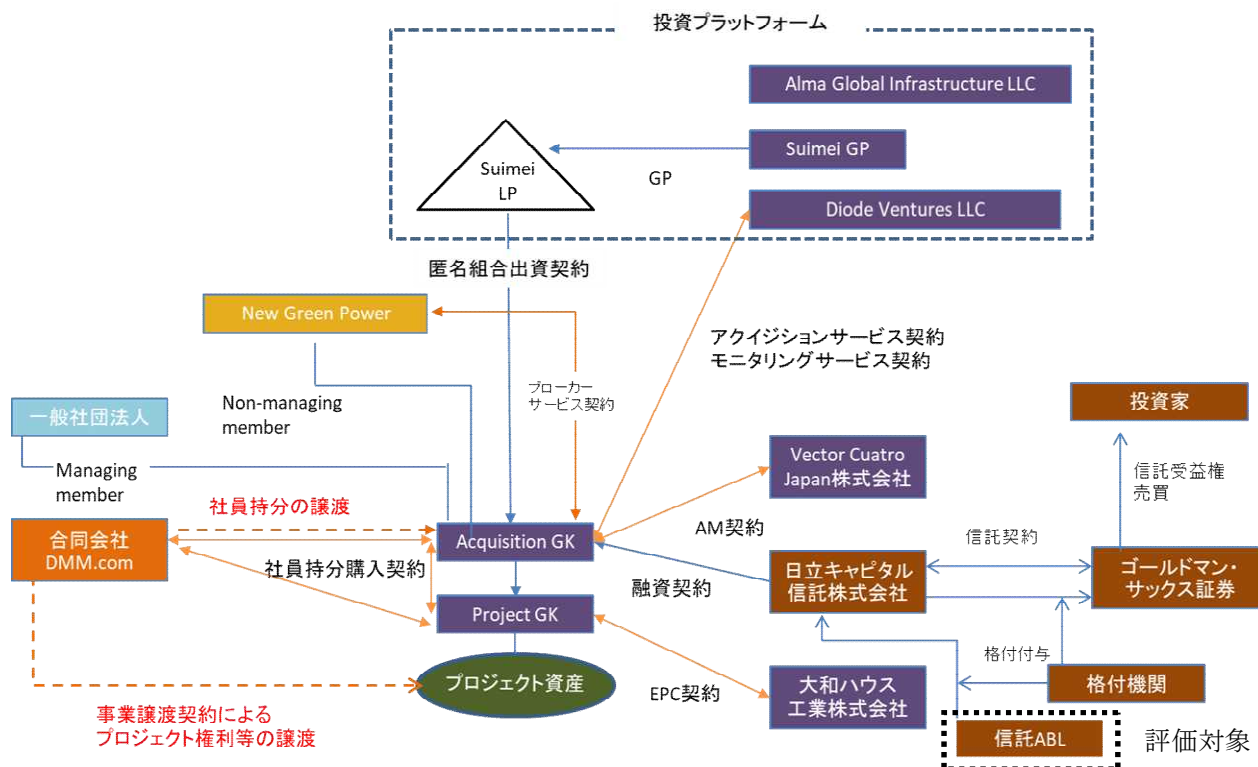 投資プラットフォーム
Alma Global Infrastructure LLC
Suimei
LP
GP
Suimei GP
Diode Ventures LLC
匿名組合出資契約
New Green Power
アクイジションサービス契約
モニタリングサービス契約
ブローカー
サービス契約
Non-managing
member
一般社団法人
Managing
member
投資家
信託受益権
売買
Vector Cuatro
Japan株式会社
社員持分の譲渡
合同会社
DMM.com
Acquisition GK
AM契約
社員持分購入契約
融資契約
日立キャピタル
信託株式会社
信託契約
ゴールドマン・
サックス証券
Project GK
格付付与
格付機関
プロジェクト資産
EPC契約
大和ハウス
工業株式会社
事業譲渡契約による
プロジェクト権利等の譲渡
信託ABL
評価対象